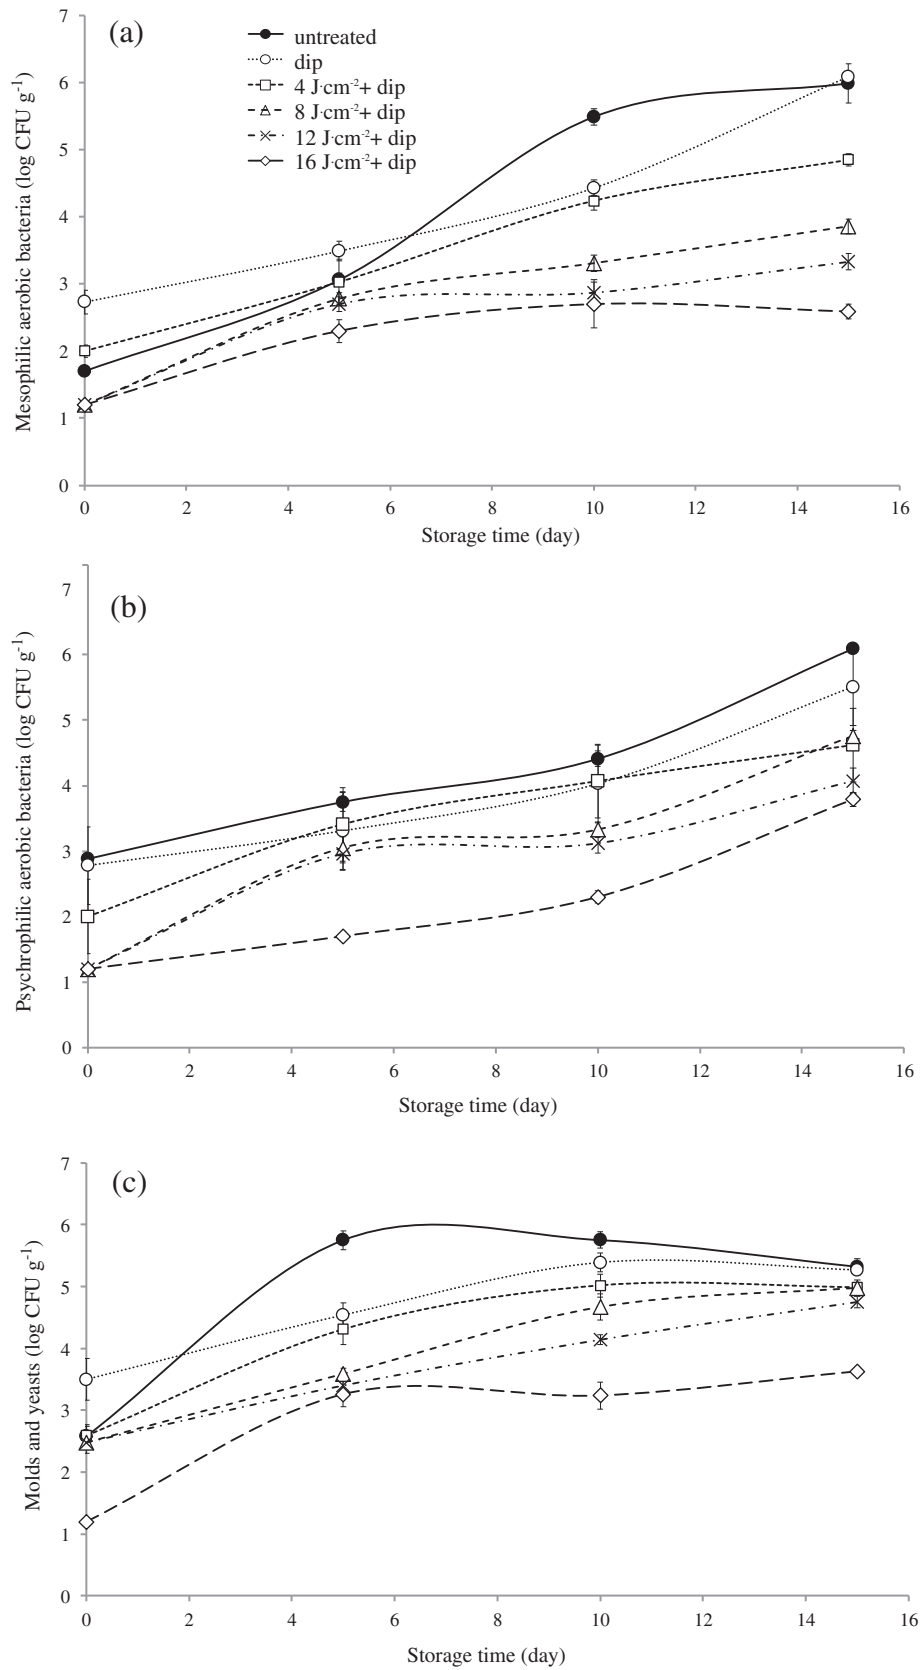 (a)
untreated
dip
4 J·cm⁻²+ dip
8 J·cm⁻²+ dip
12 J·cm⁻²+ dip
16 J·cm⁻²+ dip
Mesophilic aerobic bacteria (log CFU g⁻¹)
7
6
5
4
3
2
1
0
0 2 4 6 8 10 12 14 16
Storage time (day)
(b)
Psychrophilic aerobic bacteria (log CFU g⁻¹)
7
6
5
4
3
2
1
0
0 2 4 6 8 10 12 14 16
Storage time (day)
(c)
Molds and yeasts (log CFU g⁻¹)
7
6
5
4
3
2
1
0
0 2 4 6 8 10 12 14 16
Storage time (day)